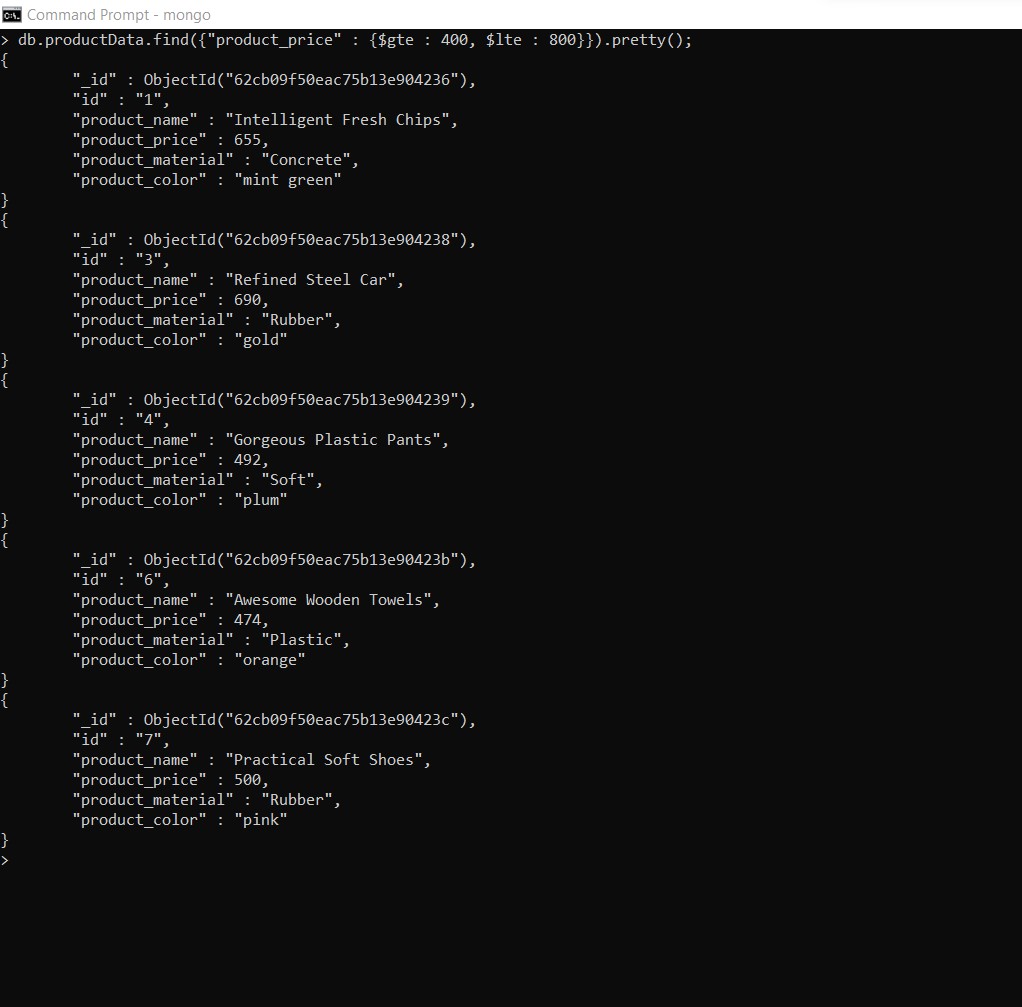 Command Prompt - mongo
> db.productData.find({"product_price" : {$gte : 400, $lte : 800}}).pretty();
{
        "_id" : ObjectId("62cb09f50eac75b13e904236"),
        "id" : "1",
        "product_name" : "Intelligent Fresh Chips",
        "product_price" : 655,
        "product_material" : "Concrete",
        "product_color" : "mint green"
}
{
        "_id" : ObjectId("62cb09f50eac75b13e904238"),
        "id" : "3",
        "product_name" : "Refined Steel Car",
        "product_price" : 690,
        "product_material" : "Rubber",
        "product_color" : "gold"
}
{
        "_id" : ObjectId("62cb09f50eac75b13e904239"),
        "id" : "4",
        "product_name" : "Gorgeous Plastic Pants",
        "product_price" : 492,
        "product_material" : "Soft",
        "product_color" : "plum"
}
{
        "_id" : ObjectId("62cb09f50eac75b13e90423b"),
        "id" : "6",
        "product_name" : "Awesome Wooden Towels",
        "product_price" : 474,
        "product_material" : "Plastic",
        "product_color" : "orange"
}
{
        "_id" : ObjectId("62cb09f50eac75b13e90423c"),
        "id" : "7",
        "product_name" : "Practical Soft Shoes",
        "product_price" : 500,
        "product_material" : "Rubber",
        "product_color" : "pink"
}
>